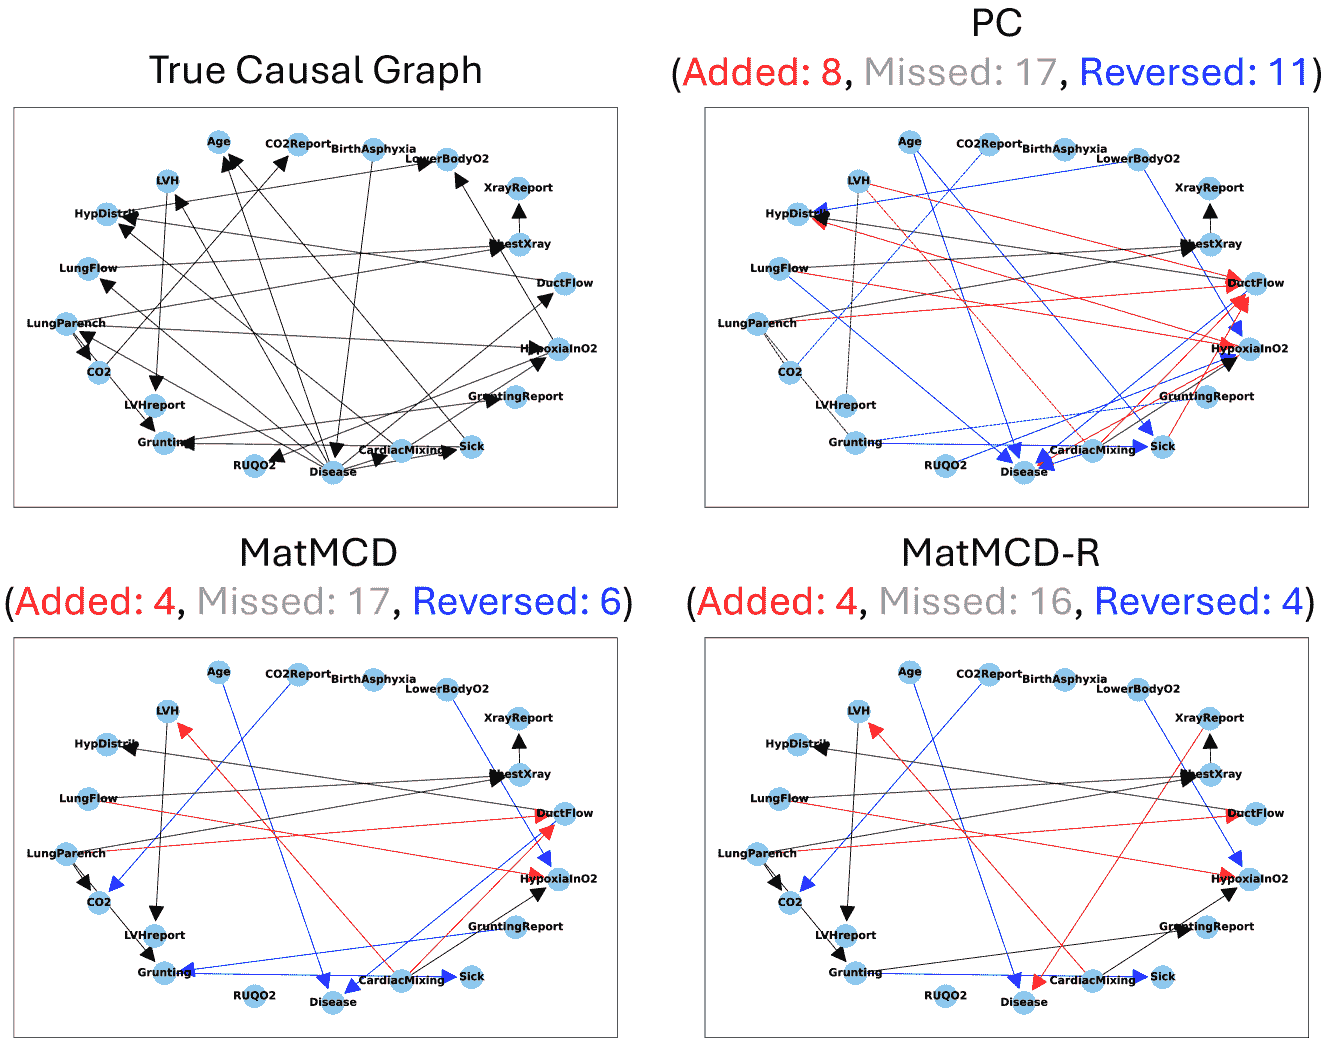 True Causal Graph
Age
CO2Report
BirthAsphyxia
LowerBodyO2
LVH
XrayReport
HypDistrib
ChestXray
LungFlow
DuctFlow
LungParench
HypoxiaInO2
CO2
GruntingReport
LVHreport
Grunting
CardiacMixing
Sick
RUQO2
Disease
PC
(Added: 8, Missed: 17, Reversed: 11)
Age
CO2Report
BirthAsphyxia
LowerBodyO2
LVH
XrayReport
HypDistrib
ChestXray
LungFlow
DuctFlow
LungParench
HypoxiaInO2
CO2
GruntingReport
LVHreport
Grunting
CardiacMixing
Sick
RUQO2
Disease
MatMCD
(Added: 4, Missed: 17, Reversed: 6)
Age
CO2Report
BirthAsphyxia
LowerBodyO2
LVH
XrayReport
HypDistrib
ChestXray
LungFlow
DuctFlow
LungParench
HypoxiaInO2
CO2
GruntingReport
LVHreport
Grunting
CardiacMixing
Sick
RUQO2
Disease
MatMCD-R
(Added: 4, Missed: 16, Reversed: 4)
Age
CO2Report
BirthAsphyxia
LowerBodyO2
LVH
XrayReport
HypDistrib
ChestXray
LungFlow
DuctFlow
LungParench
HypoxiaInO2
CO2
GruntingReport
LVHreport
Grunting
CardiacMixing
Sick
RUQO2
Disease